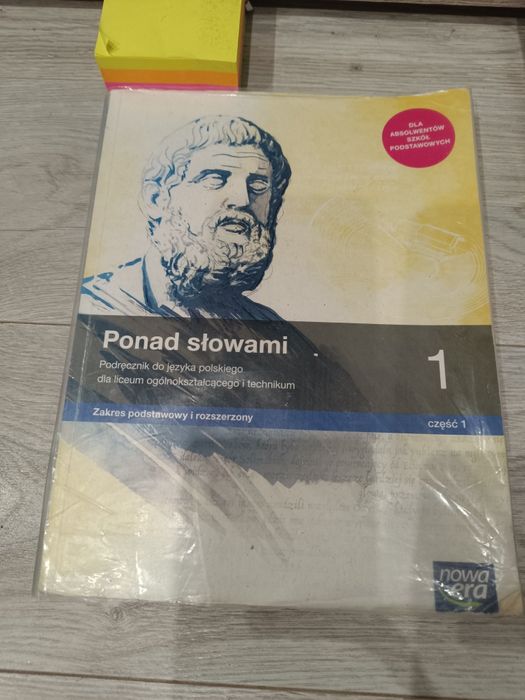 DLA
ABSOLWENTÓW
SZKÓŁ
PODSTAWOWYCH
Ponad słowami
Podręcznik do języka polskiego
dla liceum ogólnokształcącego i technikum
1
Zakres podstawowy i rozszerzony
część 1
nowa
era